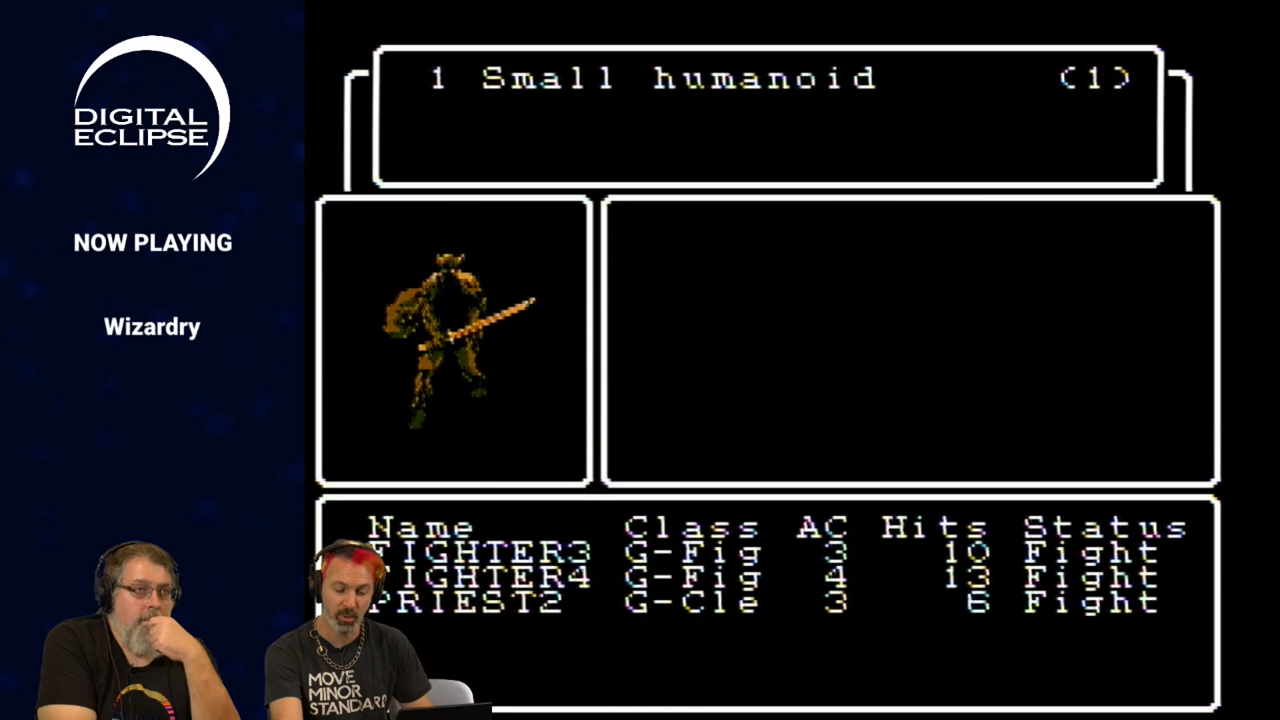 DIGITAL
ECLIPSE
NOW PLAYING
Wizardry
1 Small humanoid (1)
Name Class AC Hits Status
FIGHTER3 G-Fig 3 10 Fight
FIGHTER4 G-Fig 4 13 Fight
PRIEST2 G-Cle 3 6 Fight
MOVE
MINOR
STANDARD